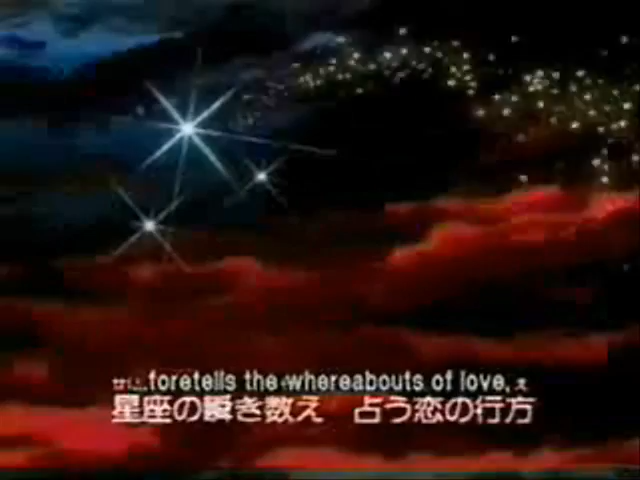 ...foretells the whereabouts of love,
星座の瞬き数え 占う恋の行方